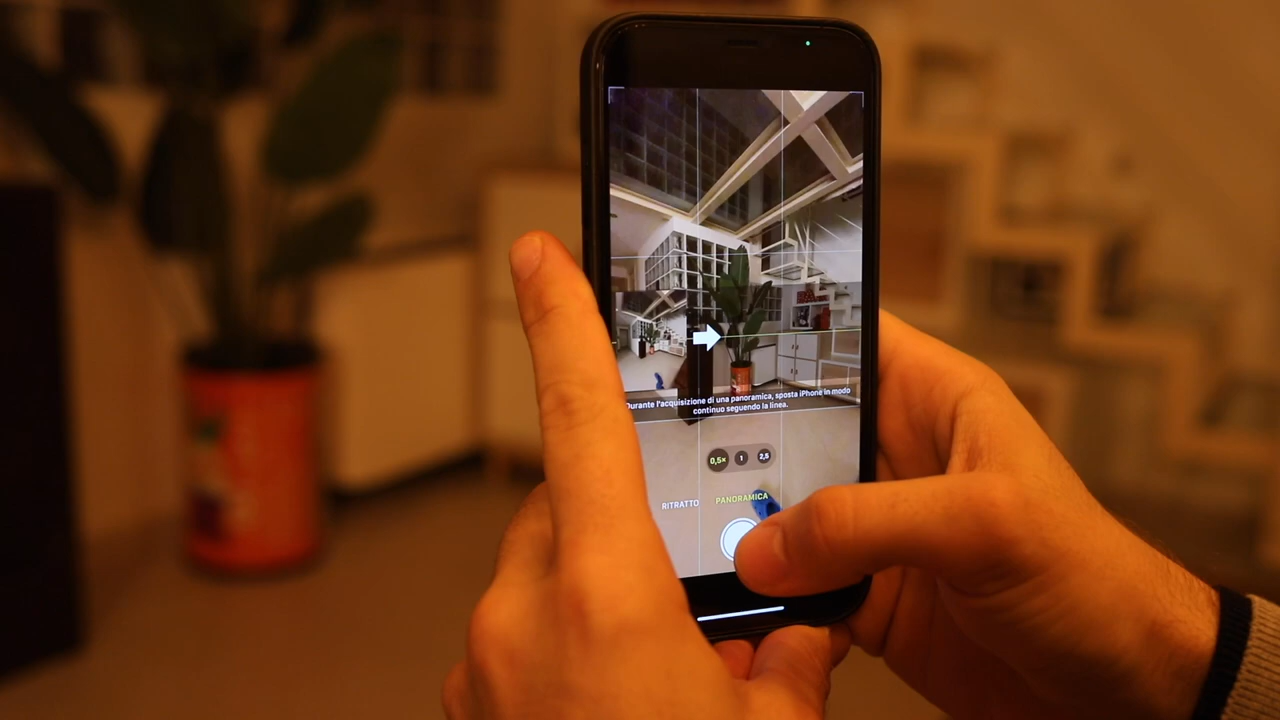 Durante l'acquisizione di una panoramica, sposta iPhone in modo
continuo seguendo la linea.
0,5× 1 2,5
RITRATTO PANORAMICA